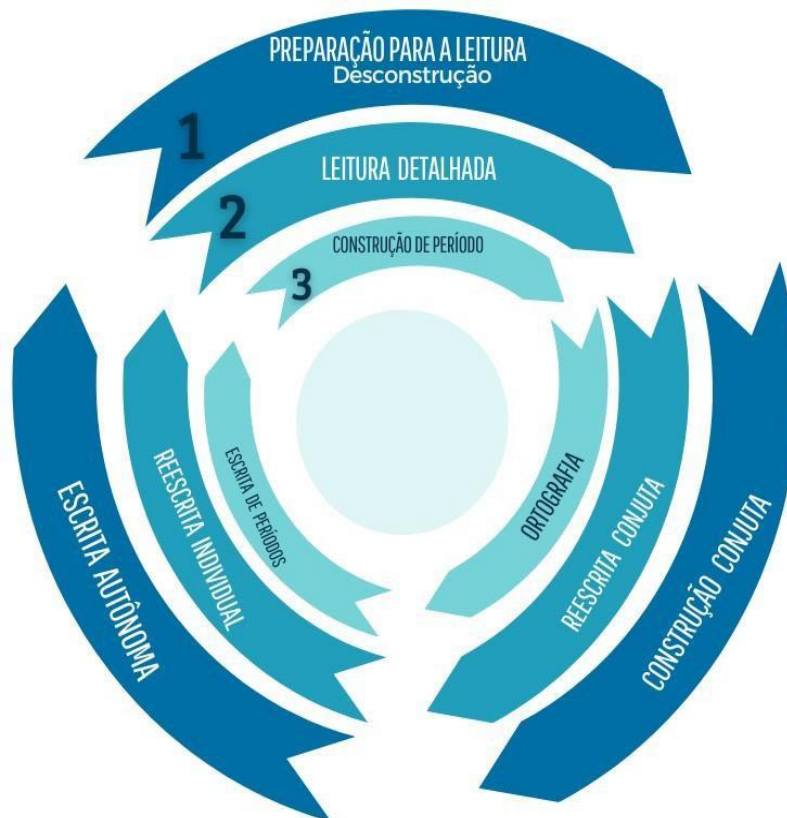 PREPARAÇÃO PARA A LEITURA
Desconstrução
1
LEITURA DETALHADA
2
CONSTRUÇÃO DE PERÍODO
3
ESCRITA AUTÔNOMA
REESCRITA INDIVIDUAL
ESCRITA DE PERÍODOS
ORTOGRAFIA
REESCRITA CONJUTA
CONSTRUÇÃO CONJUTA